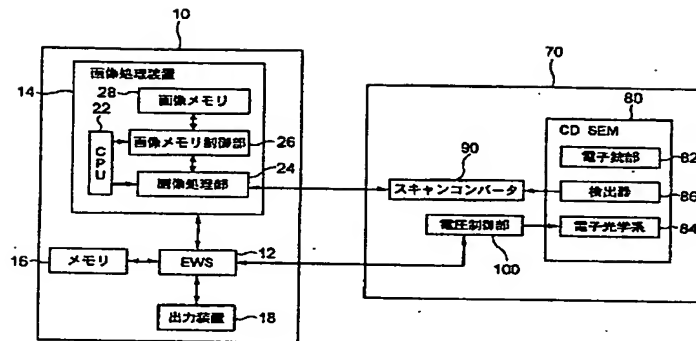 10
画像処理装置
14
28
画像メモリ
22
CPU
画像メモリ制御部
26
24
画像処理部
16
メモリ
12
EWS
出力装置
18
70
80
CD SEM
電子銃部
82
90
スキャンコンバータ
検出器
86
電圧制御部
電子光学系
84
100